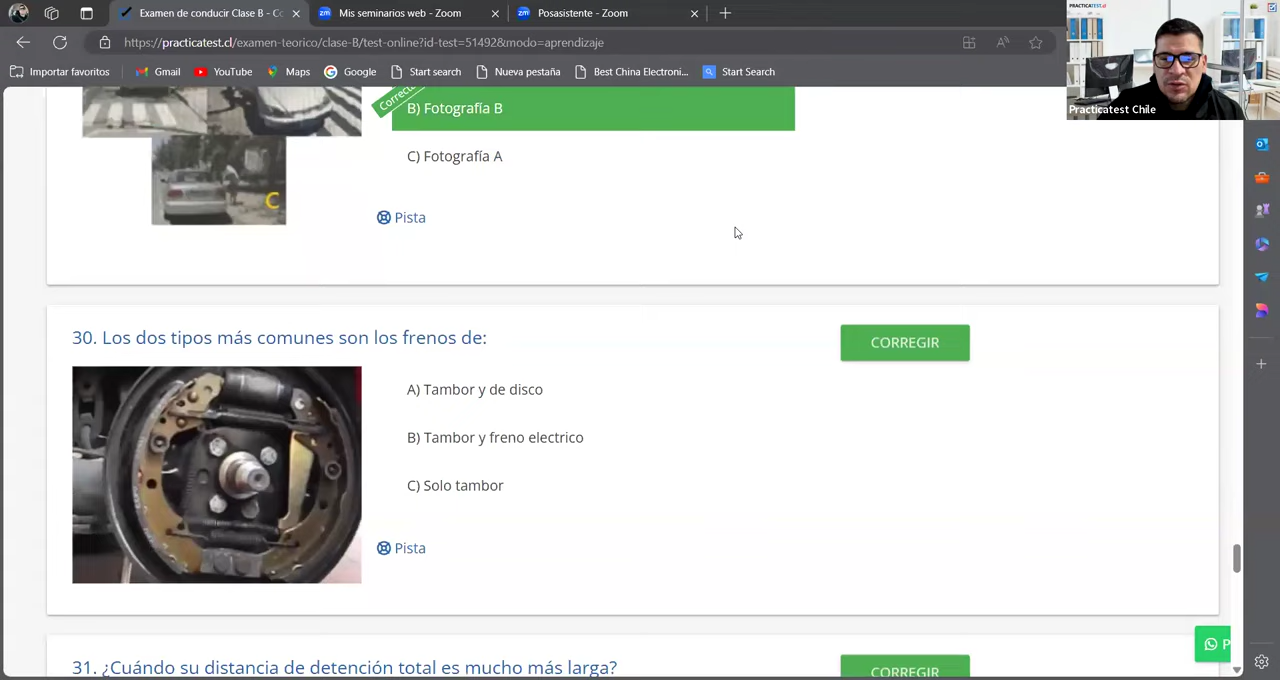 Examen de conducir Clase B - Co
Mis seminarios web - Zoom
Posasistente - Zoom
https://practicatest.cl/examen-teorico/clase-B/test-online?id-test=51492&modo=aprendizaje
Importar favoritos
Gmail
YouTube
Maps
Google
Start search
Nueva pestaña
Best China Electroni...
Start Search
PRACTICATEST.cl
Practicatest Chile
Correcta
B) Fotografía B
C) Fotografía A
C
Pista
30. Los dos tipos más comunes son los frenos de:
CORREGIR
A) Tambor y de disco
B) Tambor y freno electrico
C) Solo tambor
Pista
P
31. ¿Cuándo su distancia de detención total es mucho más larga?
CORREGIR